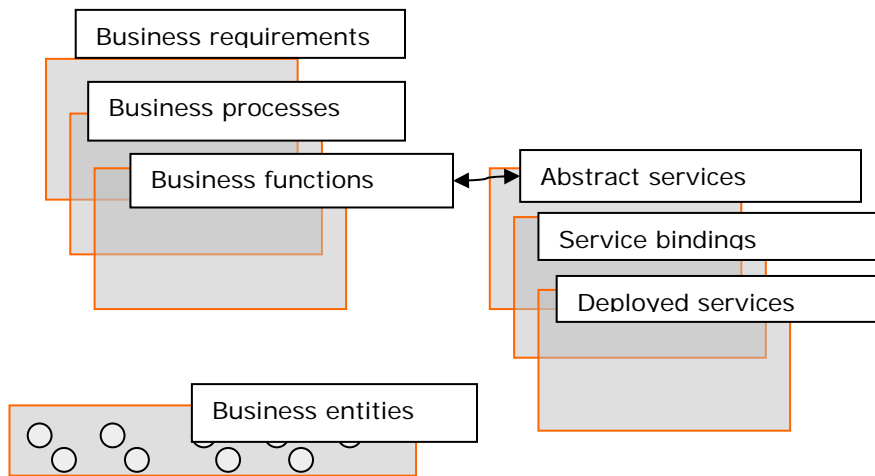 Business requirements
Business processes
Business functions
Abstract services
Service bindings
Deployed services
Business entities